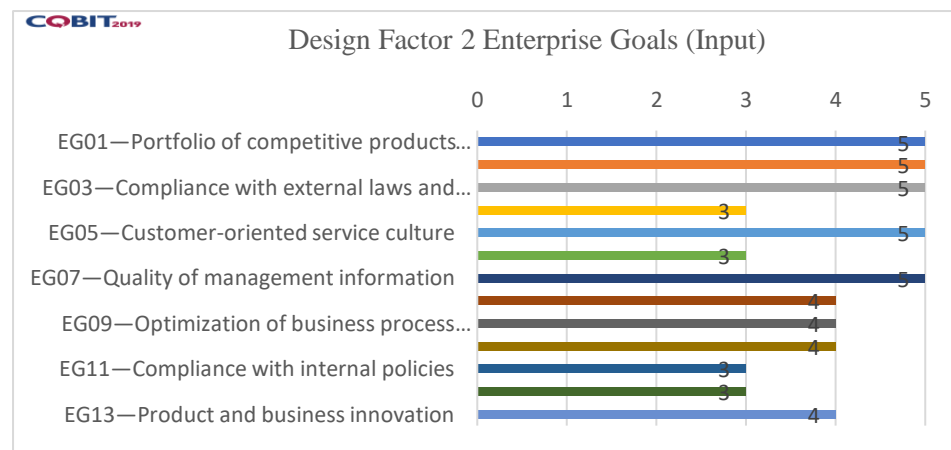 COBIT2019
Design Factor 2 Enterprise Goals (Input)
0 1 2 3 4 5
EG01—Portfolio of competitive products... 5
5
EG03—Compliance with external laws and... 5
3
EG05—Customer-oriented service culture 5
3
EG07—Quality of management information 5
4
EG09—Optimization of business process... 4
4
EG11—Compliance with internal policies 3
3
EG13—Product and business innovation 4